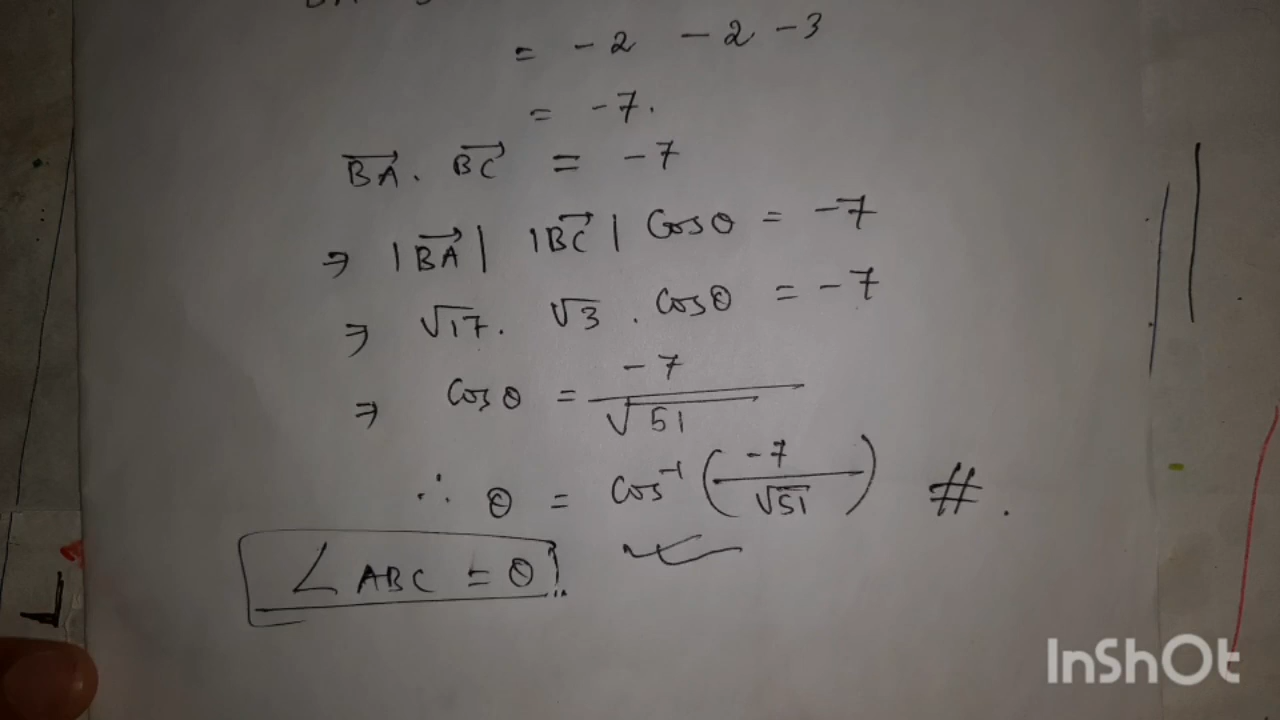 = -2 -2 -3
= -7.
BA⃗. BC⃗ = -7
⇒ |BA⃗| |BC⃗| Cosθ = -7
⇒ √17. √3 . cosθ = -7
⇒ Cosθ = -7/√51
∴ θ = cos⁻¹ (-7/√51) #.
∠ABC = θ
InShOt